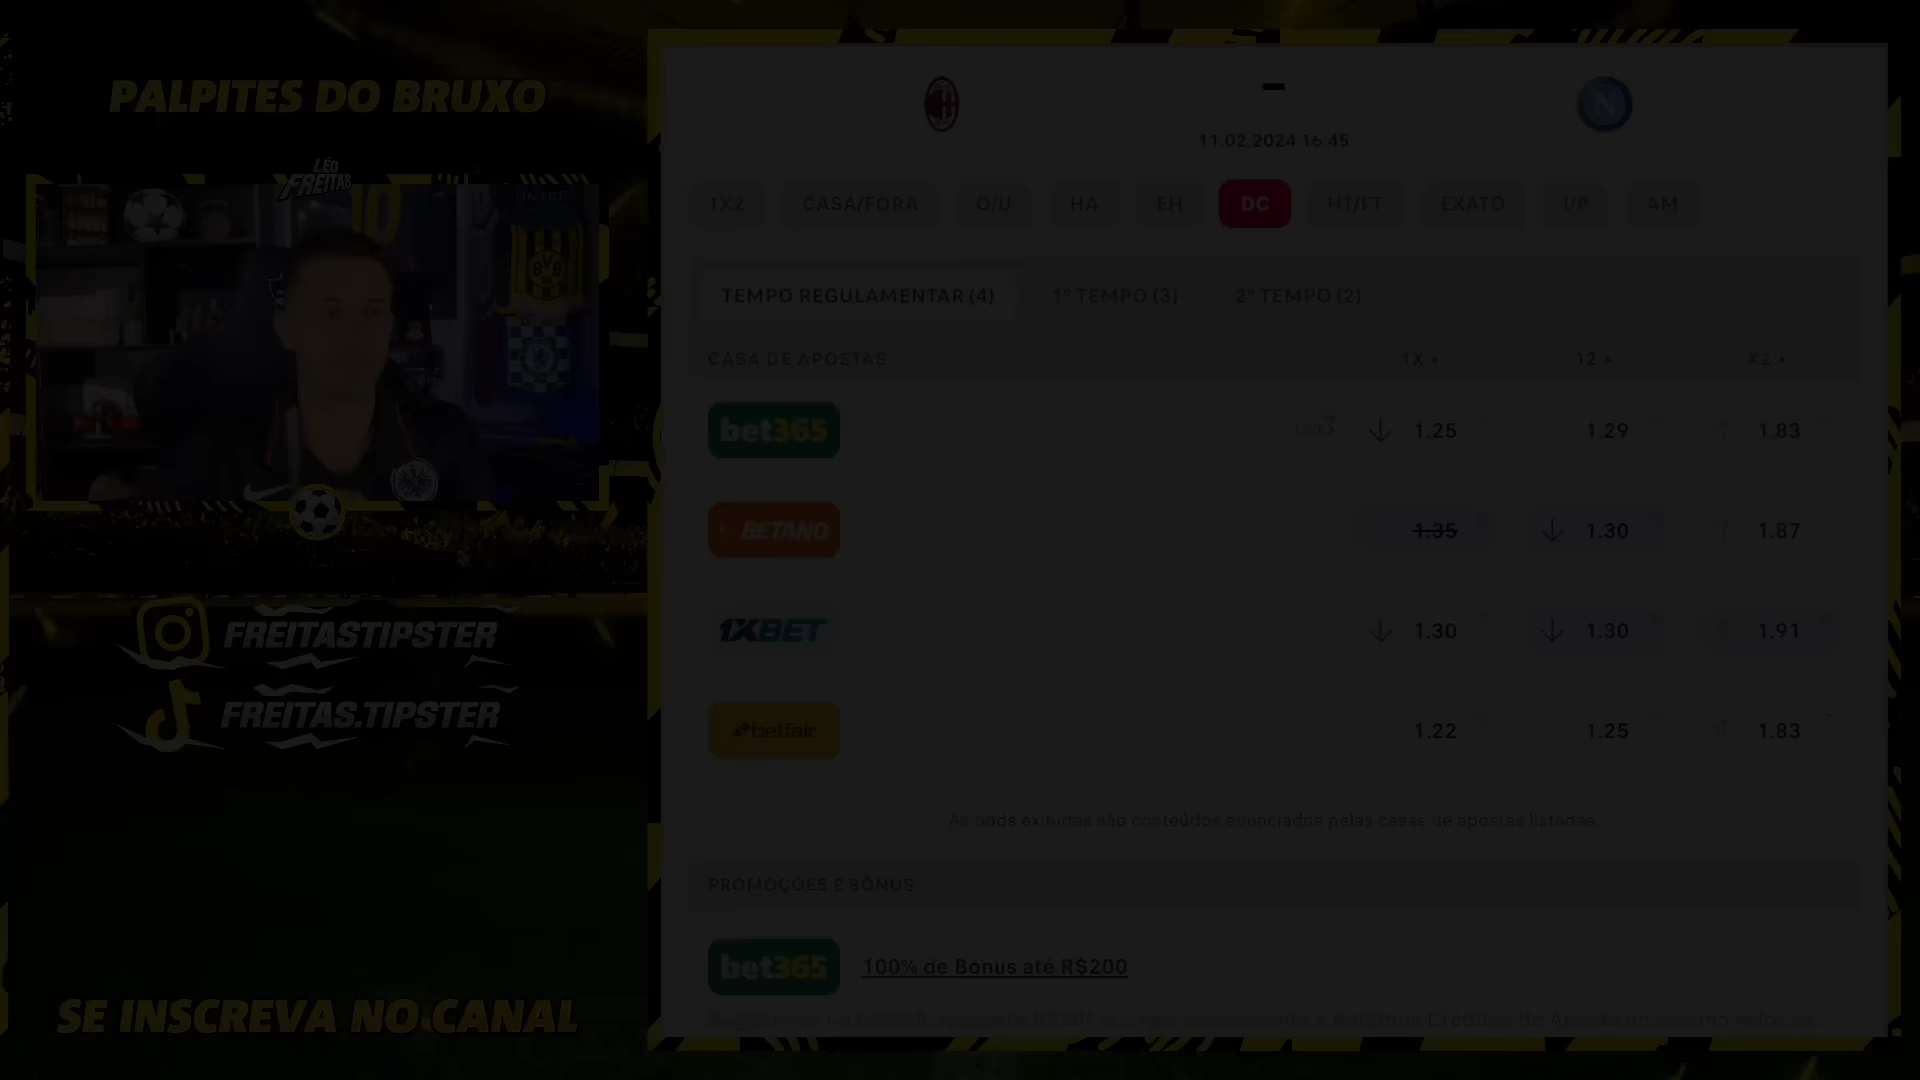 PALPITES DO BRUXO
LÉO
FREITAS
10
INTER
BVB
FREITASTIPSTER
FREITAS.TIPSTER
SE INSCREVA NO CANAL
N
11.02.2024 16:45
1X2 CASA/FORA O/U HA EH DC HT/FT EXATO I/P AM
TEMPO REGULAMENTAR (4) 1º TEMPO (3) 2º TEMPO (2)
CASA DE APOSTAS 1X 12 X2
bet365 1.25 1.29 1.83
BETANO 1.35 1.30 1.87
1XBET 1.30 1.30 1.91
betfair 1.22 1.25 1.83
As odds exibidas são conteúdos anunciados pelas casas de apostas listadas.
PROMOÇÕES E BÔNUS
bet365 100% de Bônus até R$200